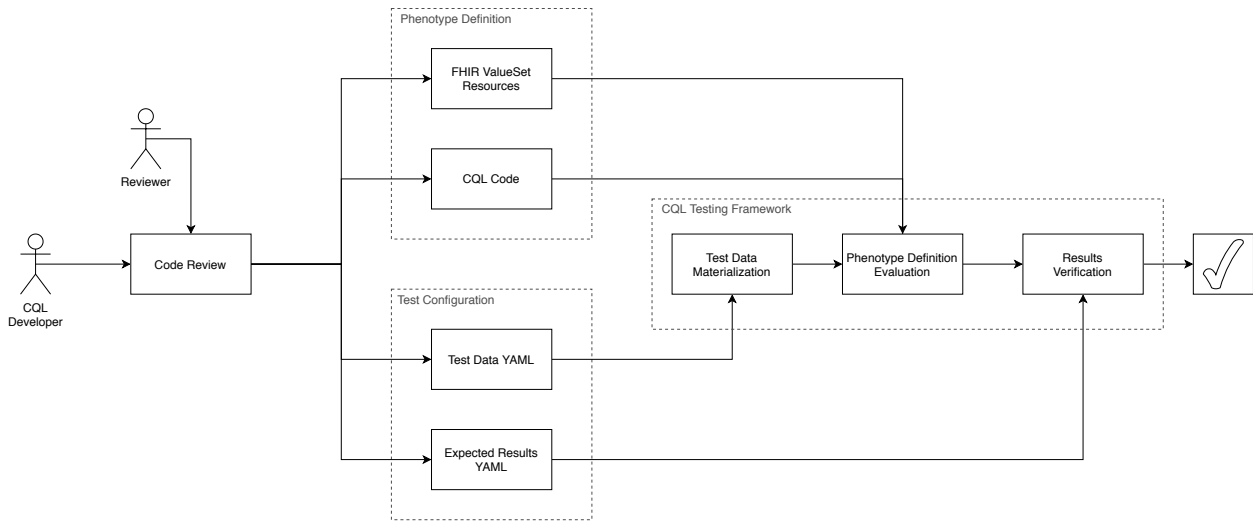 Phenotype Definition
FHIR ValueSet
Resources
Reviewer
CQL Code
CQL Testing Framework
CQL
Developer
Code Review
Test Data
Materialization
Phenotype Definition
Evaluation
Results
Verification
Test Configuration
Test Data YAML
Expected Results
YAML